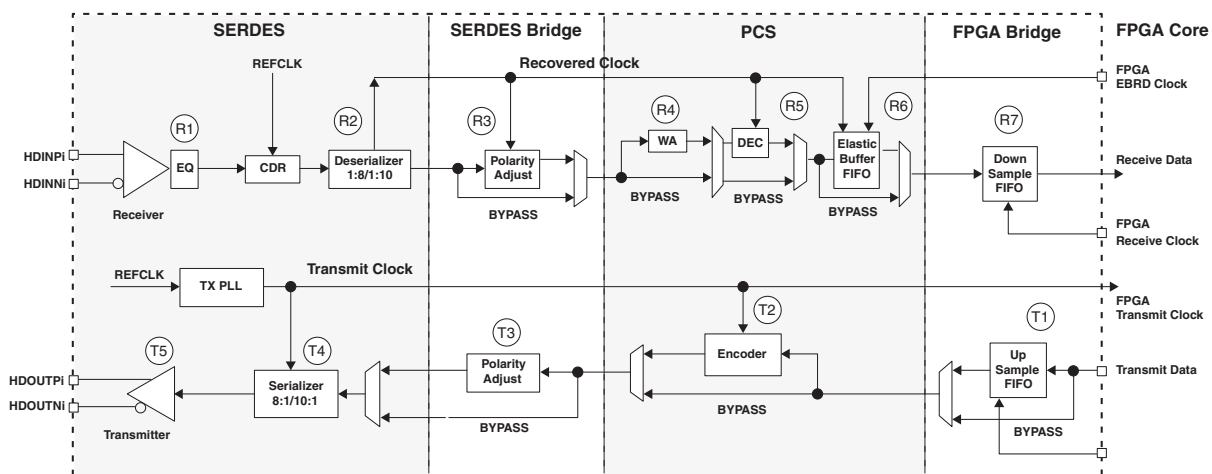 SERDES
SERDES Bridge
PCS
FPGA Bridge
FPGA Core
REFCLK
Recovered Clock
FPGA
EBRD Clock
R1
R2
R3
R4
R5
R6
R7
HDINPi
HDINNi
EQ
CDR
Deserializer
1:8/1:10
Polarity
Adjust
WA
DEC
Elastic
Buffer
FIFO
Down
Sample
FIFO
Receive Data
Receiver
BYPASS
BYPASS
BYPASS
BYPASS
FPGA
Receive Clock
REFCLK
TX PLL
Transmit Clock
FPGA
Transmit Clock
T5
T4
T3
T2
T1
HDOUTPi
HDOUTNi
Serializer
8:1/10:1
Polarity
Adjust
Encoder
Up
Sample
FIFO
Transmit Data
Transmitter
BYPASS
BYPASS
BYPASS